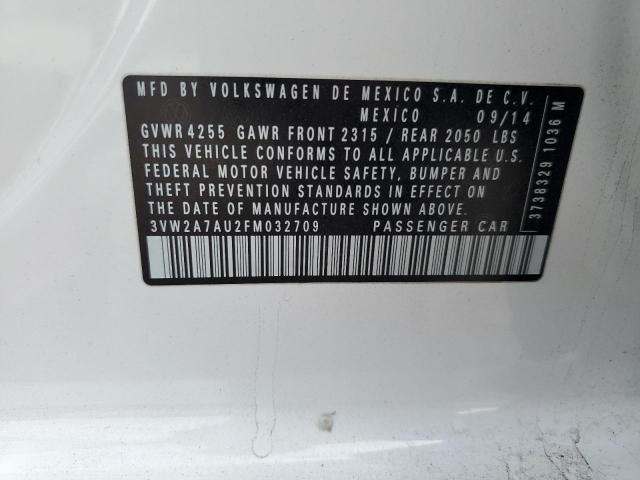 MFD BY VOLKSWAGEN DE MEXICO S.A. DE C.V.
MEXICO 09/14
GVWR 4255 GAWR FRONT 2315 / REAR 2050 LBS
THIS VEHICLE CONFORMS TO ALL APPLICABLE U.S.
FEDERAL MOTOR VEHICLE SAFETY, BUMPER AND
THEFT PREVENTION STANDARDS IN EFFECT ON
THE DATE OF MANUFACTURE SHOWN ABOVE.
3VW2A7AU2FM032709 PASSENGER CAR
3738329 1036 M